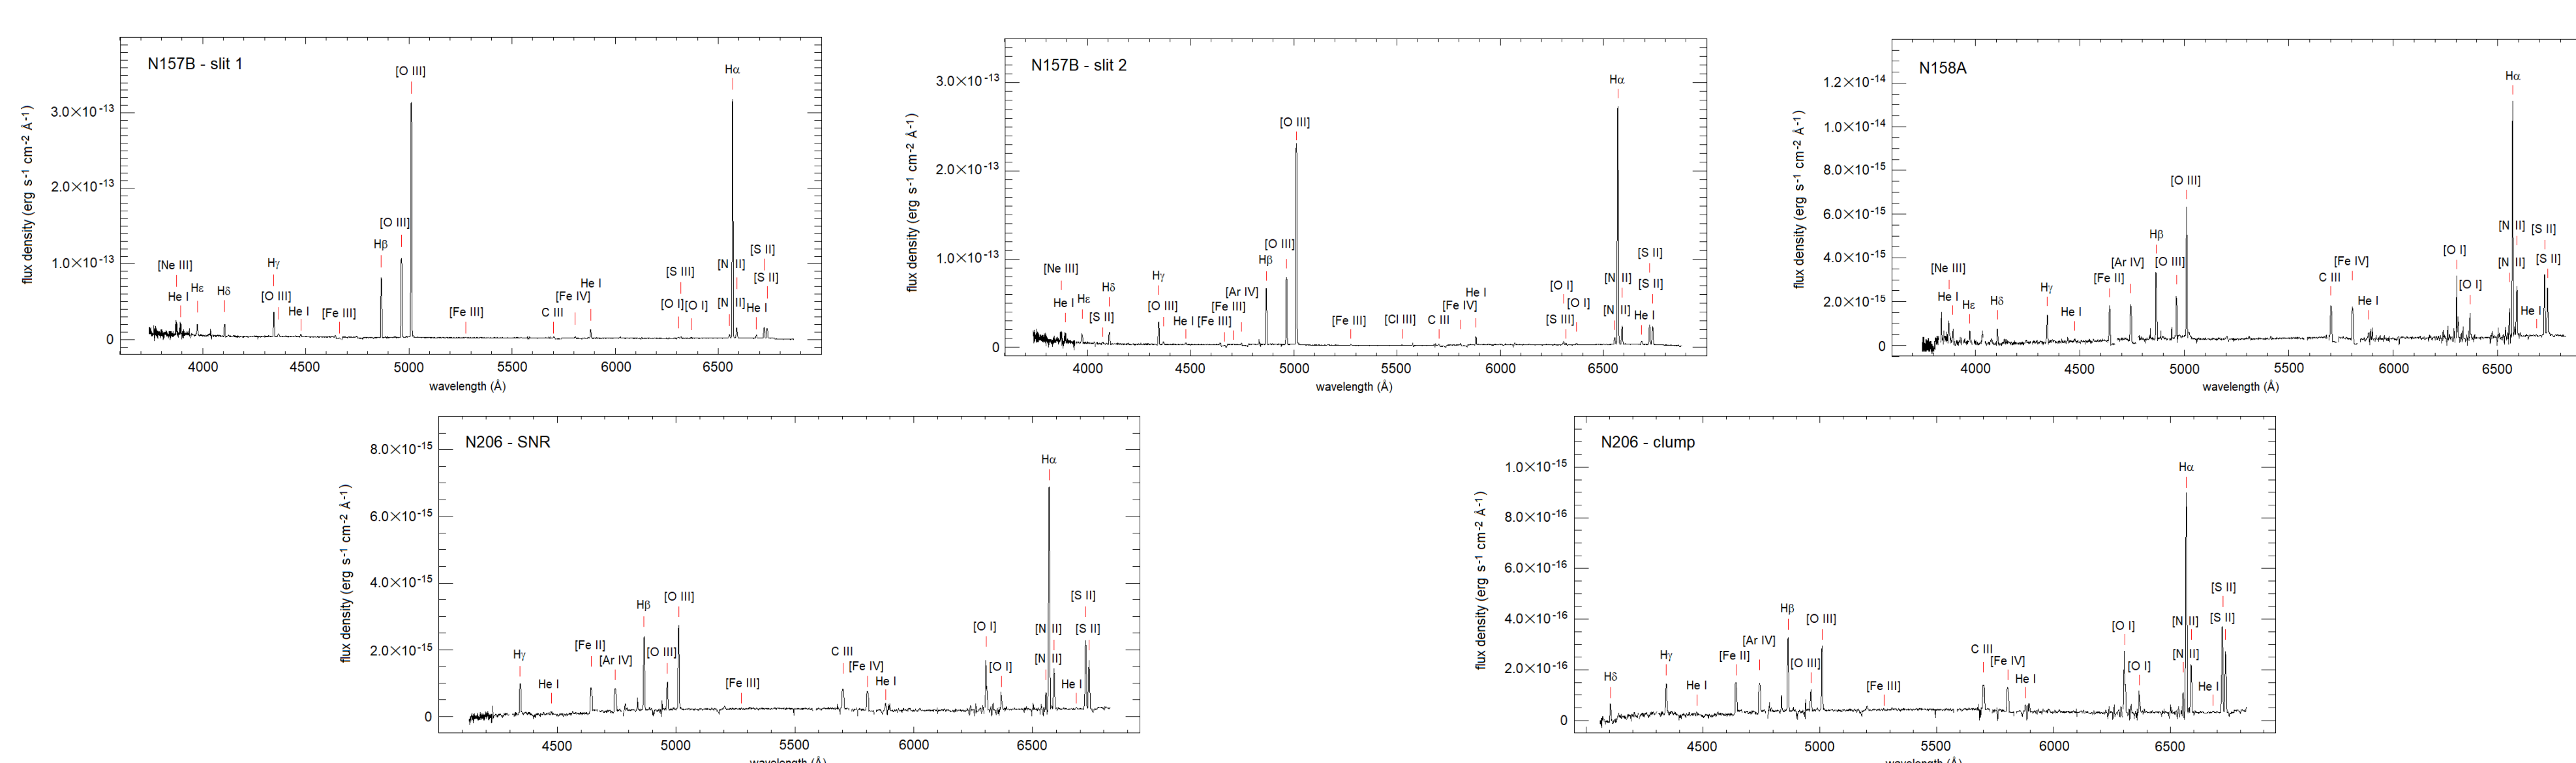 N157B - slit 1
flux density (erg s-1 cm-2 Å-1)
3.0×10-13
2.0×10-13
1.0×10-13
0
[Ne III]
He I
Hε
Hδ
Hγ
[O III]
He I
[Fe III]
Hβ
[O III]
[O III]
[Fe III]
C III
[Fe IV]
He I
[S III]
[O I]
[O I]
Hα
[N II]
[N II]
He I
[S II]
[S II]
4000 4500 5000 5500 6000 6500
wavelength (Å)
N157B - slit 2
flux density (erg s-1 cm-2 Å-1)
3.0×10-13
2.0×10-13
1.0×10-13
0
[Ne III]
He I
Hε
[S II]
Hδ
Hγ
[O III]
He I
[Fe III]
[Fe III]
[Ar IV]
Hβ
[O III]
[O III]
[Fe III]
[Cl III]
C III
[Fe IV]
He I
[O I]
[O I]
[S III]
Hα
[N II]
[N II]
He I
[S II]
[S II]
4000 4500 5000 5500 6000 6500
wavelength (Å)
N158A
flux density (erg s-1 cm-2 Å-1)
1.2×10-14
1.0×10-14
8.0×10-15
6.0×10-15
4.0×10-15
2.0×10-15
0
[Ne III]
He I
Hε
Hδ
Hγ
He I
[Fe II]
[Ar IV]
Hβ
[O III]
[O III]
C III
[Fe IV]
He I
[O I]
[O I]
Hα
[N II]
[N II]
He I
[S II]
[S II]
4000 4500 5000 5500 6000 6500
wavelength (Å)
N206 - SNR
flux density (erg s-1 cm-2 Å-1)
8.0×10-15
6.0×10-15
4.0×10-15
2.0×10-15
0
Hγ
He I
[Fe II]
[Ar IV]
Hβ
[O III]
[O III]
[Fe III]
C III
[Fe IV]
He I
[O I]
[O I]
Hα
[N II]
[N II]
He I
[S II]
[S II]
4500 5000 5500 6000 6500
wavelength (Å)
N206 - clump
flux density (erg s-1 cm-2 Å-1)
1.0×10-15
8.0×10-16
6.0×10-16
4.0×10-16
2.0×10-16
0
Hδ
Hγ
He I
[Fe II]
[Ar IV]
Hβ
[O III]
[O III]
[Fe III]
C III
[Fe IV]
He I
[O I]
[O I]
Hα
[N II]
[N II]
He I
[S II]
[S II]
4500 5000 5500 6000 6500
wavelength (Å)